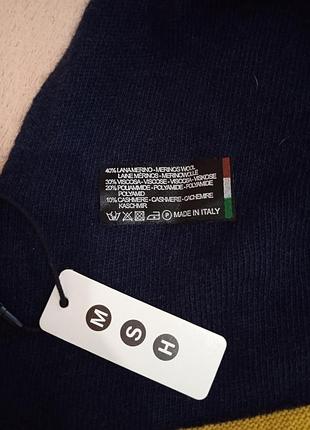 40% LANA MERINO - MERINOS WOOL
LAINE MÉRINOS - MERINOWOLLE
30% VISCOSA - VISCOSE - VISCOSA - VISKOSE
20% POLIAMMIDE - POLYAMIDE - POLYAMIDE
POLYAMID
10% CASHMERE - CASHMERE - CACHEMIRE
KASCHMIR
P MADE IN ITALY
M S H